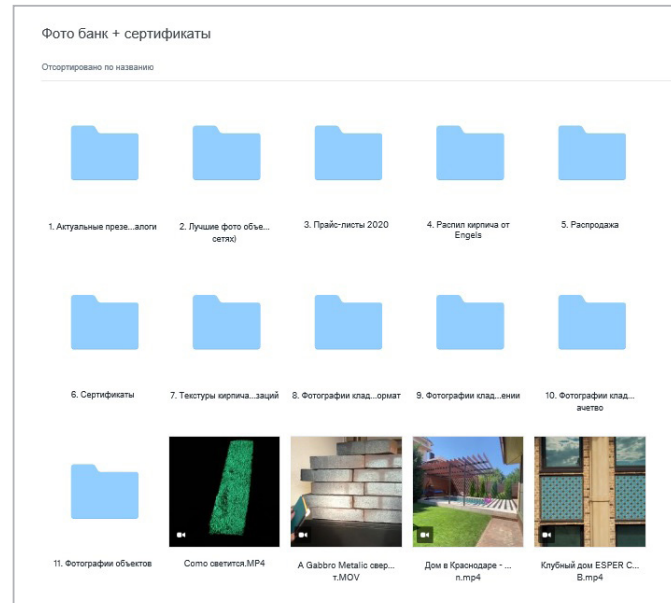 Фото банк + сертификаты
Отсортировано по названию
1. Актуальные презе...алоги
2. Лучшие фото объе...
сетях)
3. Прайс-листы 2020
4. Распил кирпича от
Engels
5. Распродажа
6. Сертификаты
7. Текстуры кирпича...заций
8. Фотографии клад...ормат
9. Фотографии клад...ении
10. Фотографии клад...
ачетво
11. Фотографии объектов
Como светится.MP4
A Gabbro Metalic свер...
т.MOV
Дом в Краснодаре - ...
n.mp4
Клубный дом ESPER C...
B.mp4